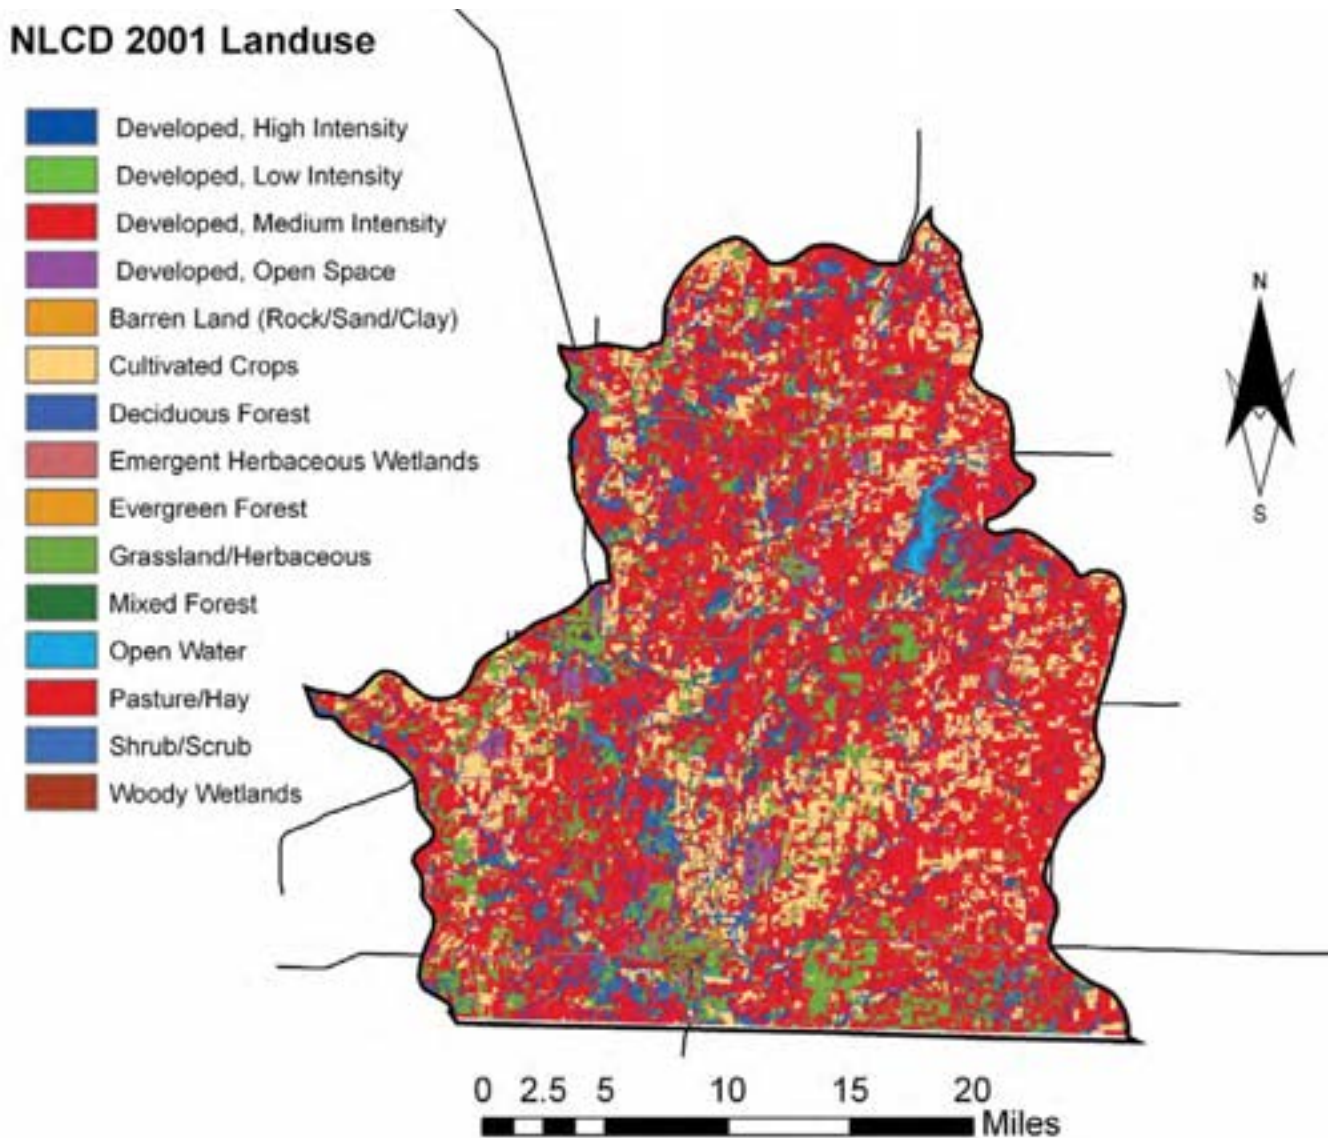 NLCD 2001 Landuse
Developed, High Intensity
Developed, Low Intensity
Developed, Medium Intensity
Developed, Open Space
Barren Land (Rock/Sand/Clay)
Cultivated Crops
Deciduous Forest
Emergent Herbaceous Wetlands
Evergreen Forest
Grassland/Herbaceous
Mixed Forest
Open Water
Pasture/Hay
Shrub/Scrub
Woody Wetlands
N
S
0 2.5 5 10 15 20
Miles